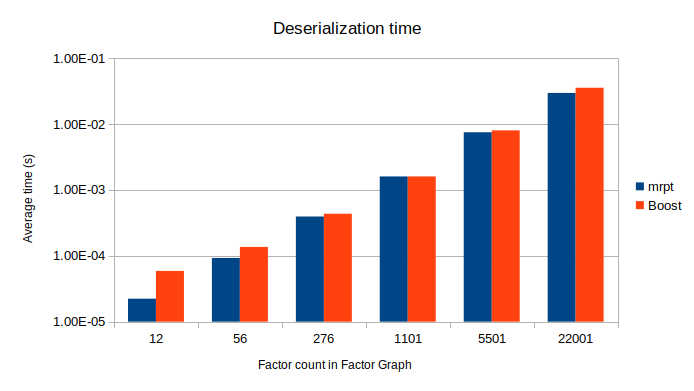 Deserialization time
1.00E-01
1.00E-02
1.00E-03
1.00E-04
1.00E-05
Average time (s)
12 56 276 1101 5501 22001
Factor count in Factor Graph
mrpt
Boost